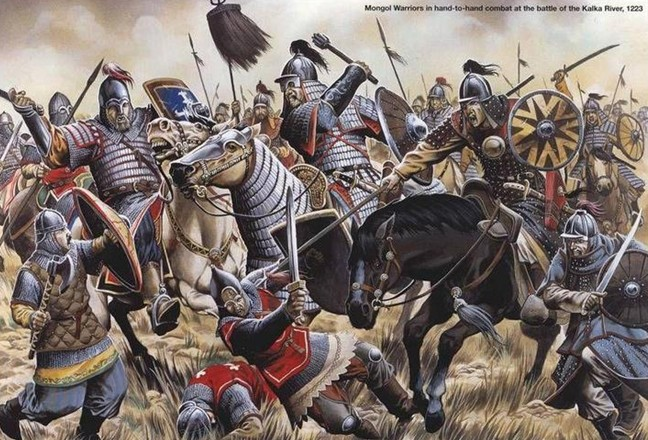 Mongol Warriors in hand-to-hand combat at the battle of the Kalka River, 1223